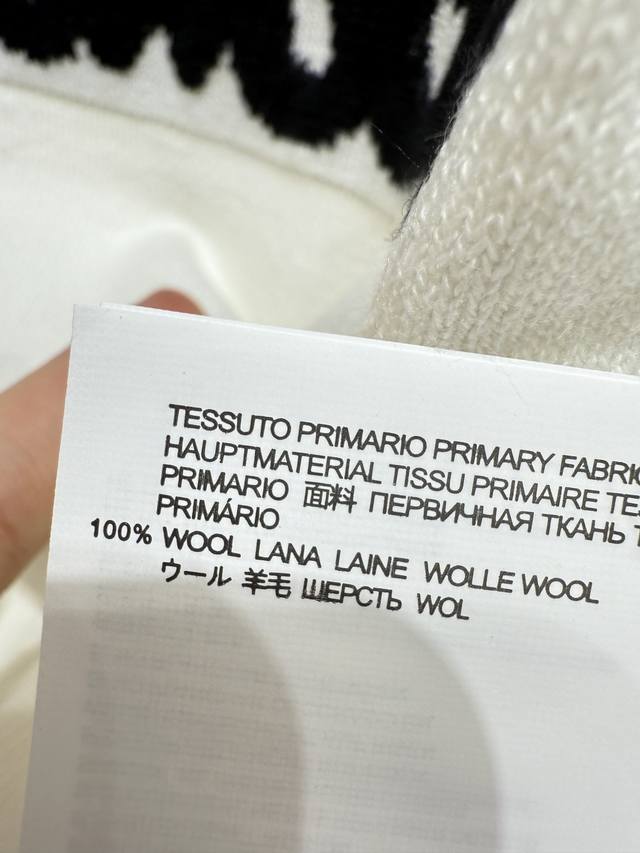 TESSUTO PRIMARIO PRIMARY FABRIC
HAUPTMATERIAL TISSU PRIMAIRE
PRIMARIO 面料 ПЕРВИЧНАЯ ТКАНЬ
PRIMÁRIO
100% WOOL LANA LAINE WOLLE WOOL
ウール 羊毛 ШЕРСТЬ WOL